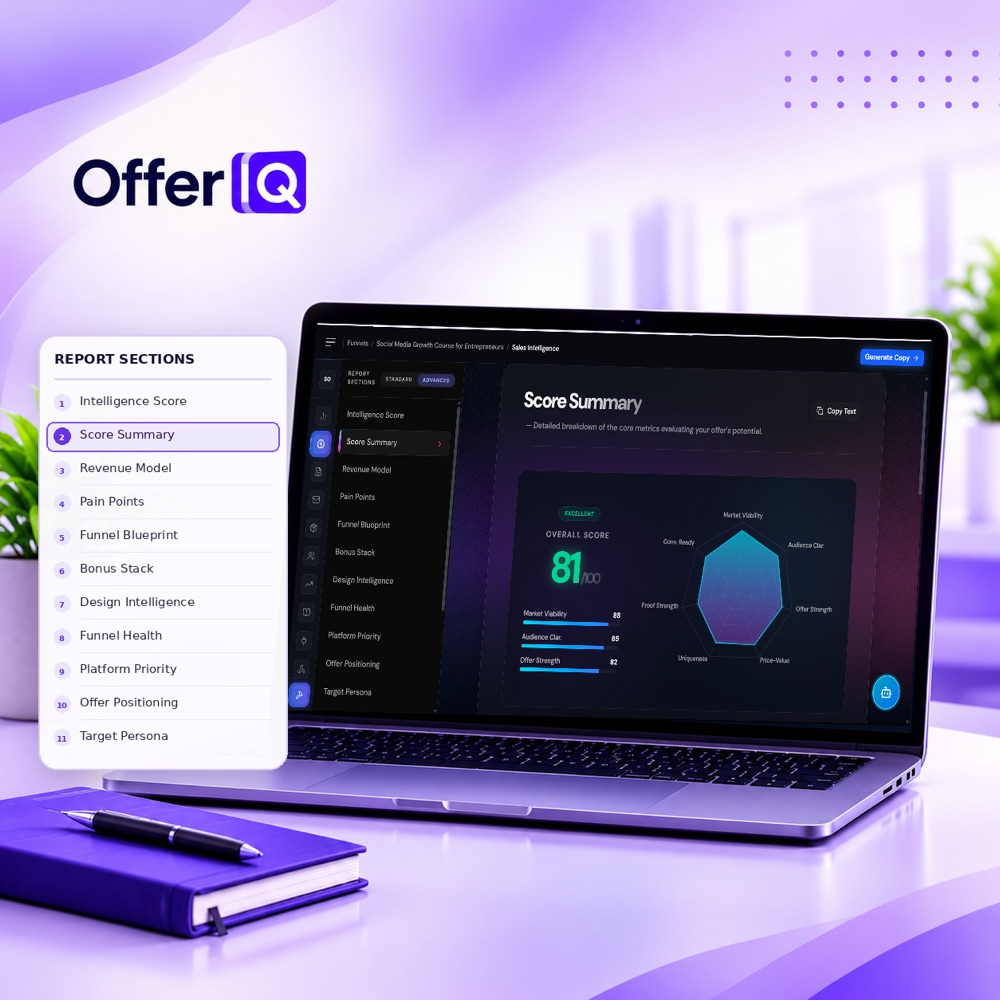 Offer IQ
REPORT SECTIONS
1 Intelligence Score
2 Score Summary
3 Revenue Model
4 Pain Points
5 Funnel Blueprint
6 Bonus Stack
7 Design Intelligence
8 Funnel Health
9 Platform Priority
10 Offer Positioning
11 Target Persona
Funnels / Social Media Growth Course for Entrepreneurs / Sales Intelligence
Generate Copy →
SO
REPORT SECTIONS
STANDARD ADVANCED
Intelligence Score
Score Summary
Revenue Model
Pain Points
Funnel Blueprint
Bonus Stack
Design Intelligence
Funnel Health
Platform Priority
Offer Positioning
Target Persona
Score Summary
Copy Text
— Detailed breakdown of the core metrics evaluating your offer's potential.
EXCELLENT
OVERALL SCORE
81/100
Market Viability 88
Audience Clar. 85
Offer Strength 82
Market Viability
Audience Clar.
Offer Strength
Price-Value
Uniqueness
Proof Strength
Conv. Ready